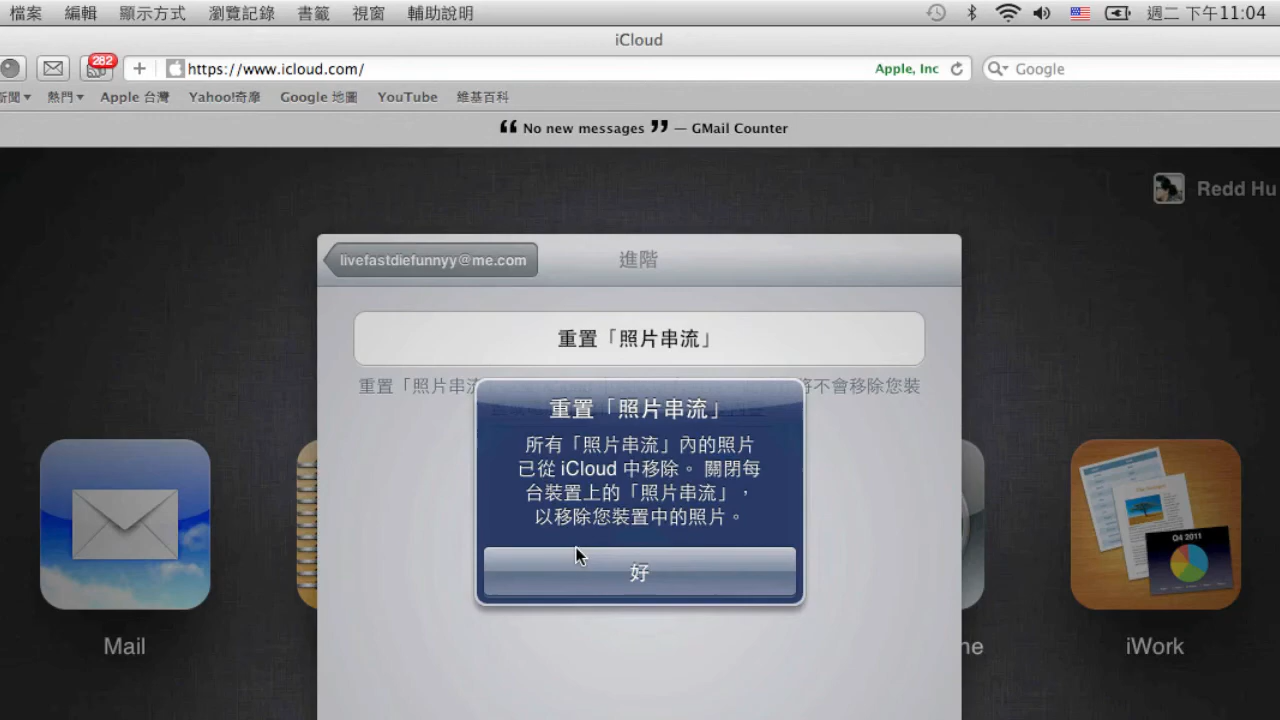 檔案 編輯 顯示方式 瀏覽記錄 書籤 視窗 輔助說明 週二 下午11:04
iCloud
282 + https://www.icloud.com/ Apple, Inc Google
新聞 熱門 Apple 台灣 Yahoo!奇摩 Google 地圖 YouTube 維基百科
“ No new messages ” — GMail Counter
Redd Hu
livefastdiefunnyy@me.com 進階
重置「照片串流」
重置「照片串流 將不會移除您裝
重置「照片串流」
所有「照片串流」內的照片
已從 iCloud 中移除。 關閉每
台裝置上的「照片串流」，
以移除您裝置中的照片。
好
Q4 2011
Mail ne iWork